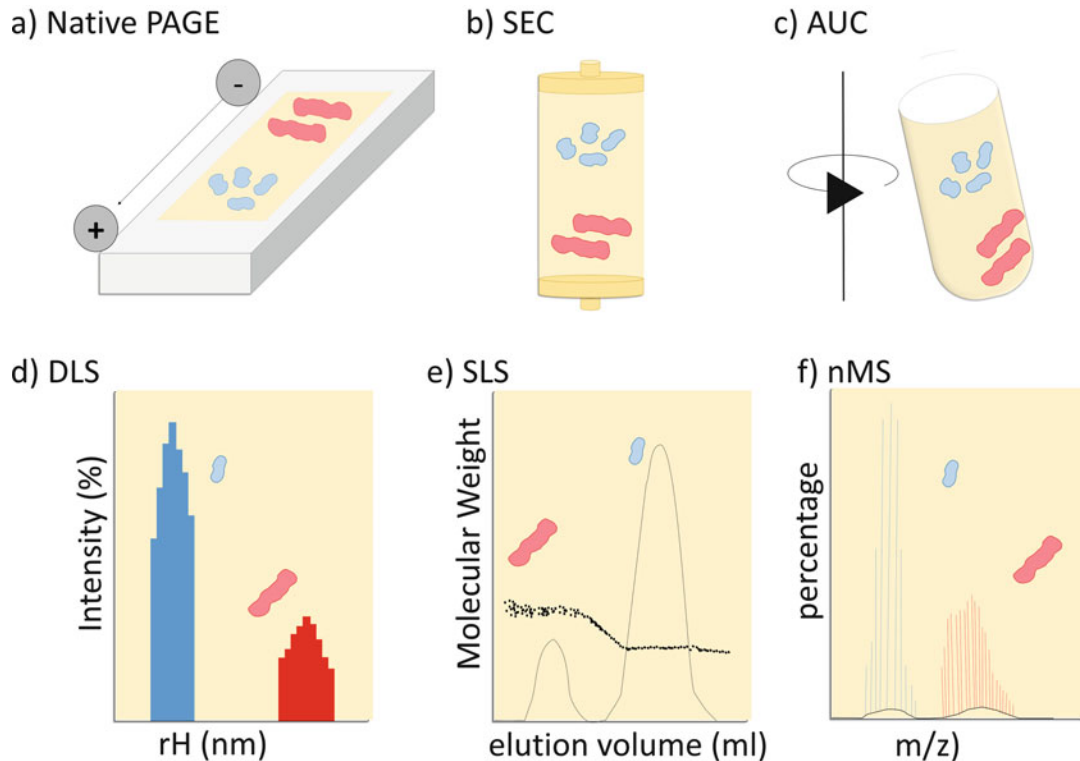 a) Native PAGE
b) SEC
c) AUC
-
+
d) DLS
e) SLS
f) nMS
Intensity (%)
rH (nm)
Molecular Weight
elution volume (ml)
percentage
m/z)